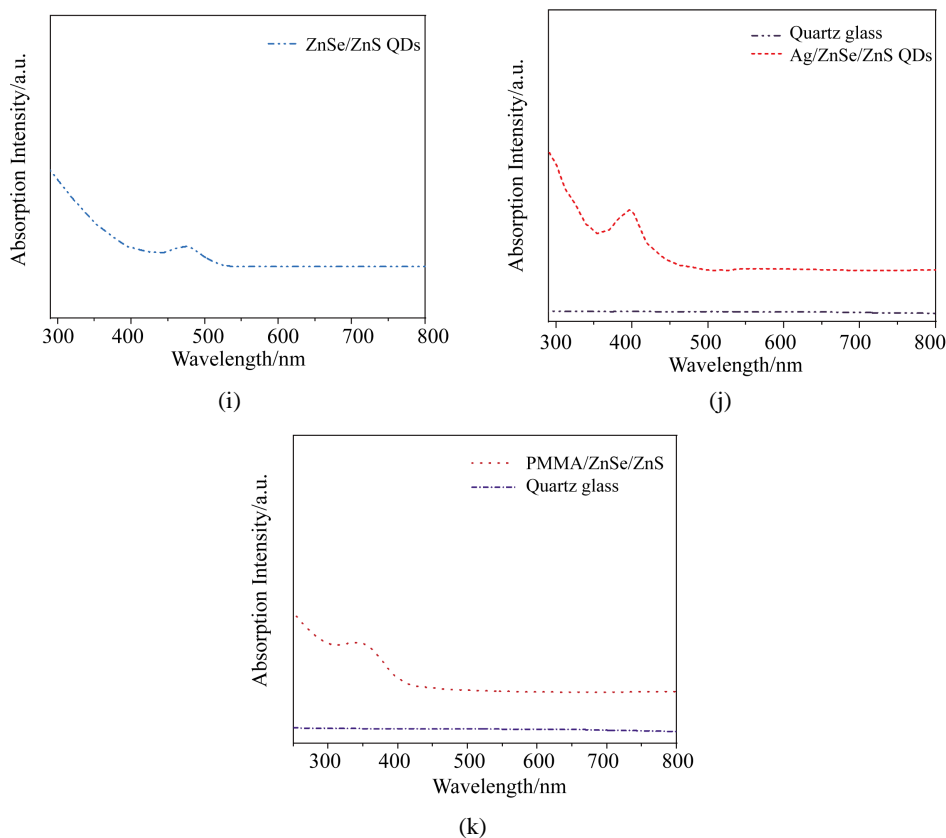 ZnSe/ZnS QDs
Absorption Intensity/a.u.
300 400 500 600 700 800
Wavelength/nm
(i)
Quartz glass
Ag/ZnSe/ZnS QDs
Absorption Intensity/a.u.
300 400 500 600 700 800
Wavelength/nm
(j)
PMMA/ZnSe/ZnS
Quartz glass
Absorption Intensity/a.u.
300 400 500 600 700 800
Wavelength/nm
(k)